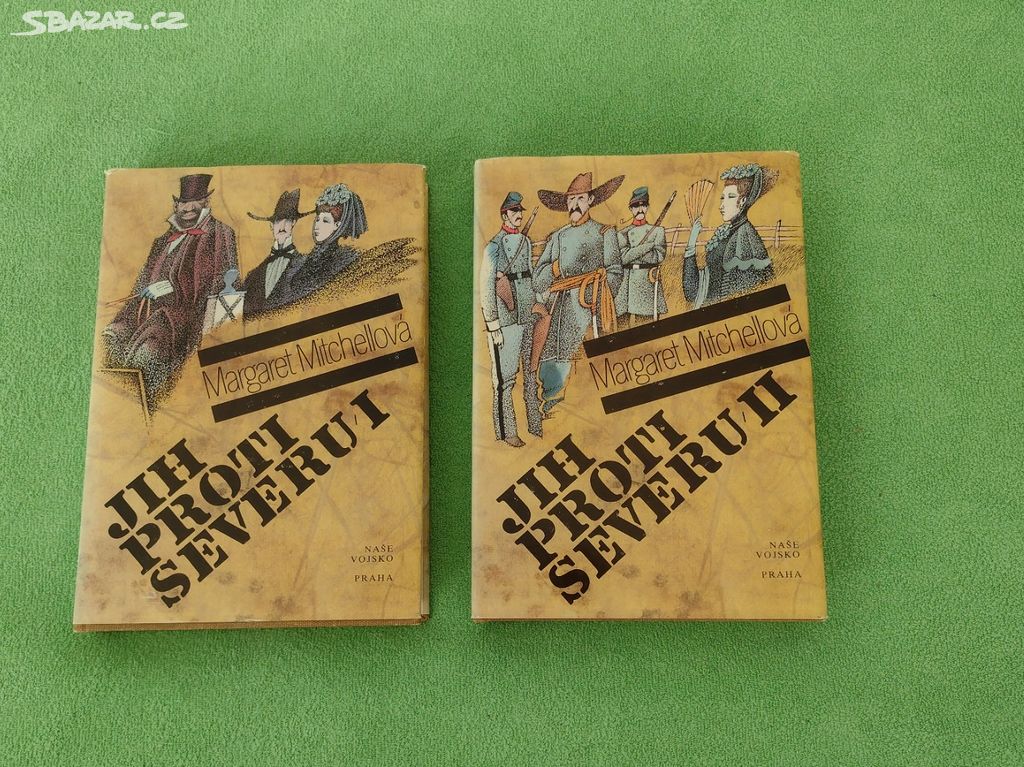 SBAZAR.CZ
Margaret Mitchellová
JIH
PROTI
SEVERU/I
NAŠE
VOJSKO
PRAHA
Margaret Mitchellová
JIH
PROTI
SEVERU/II
NAŠE
VOJSKO
PRAHA